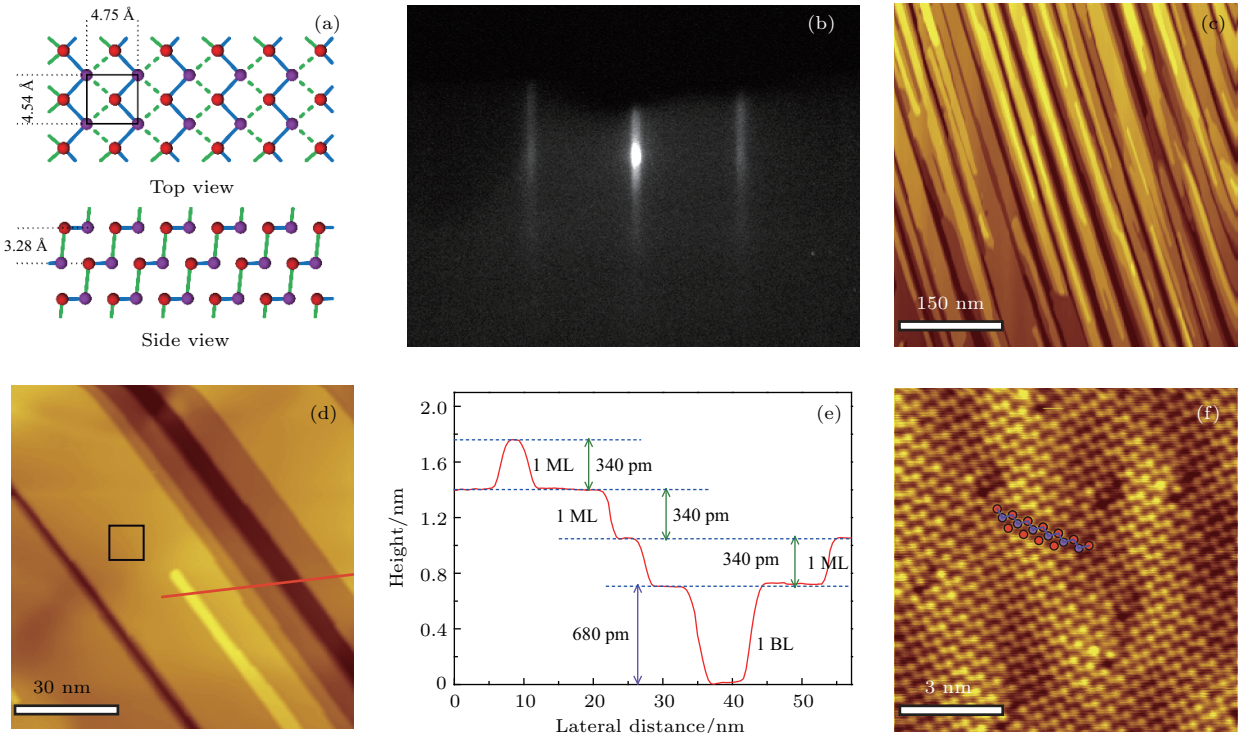 (a)
4.75 Å
4.54 Å
Top view
3.28 Å
Side view
(b)
(c)
150 nm
(d)
30 nm
(e)
2.0
1.6
1.2
0.8
0.4
0
Height/nm
1 ML
340 pm
1 ML
340 pm
340 pm
1 ML
680 pm
1 BL
0
10
20
30
40
50
Lateral distance/nm
(f)
3 nm